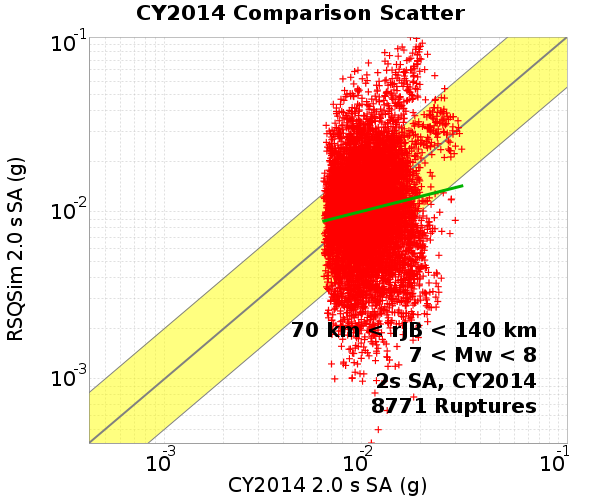 CY2014 Comparison Scatter
10-1
10-2
10-3
RSQSim 2.0 s SA (g)
70 km < rJB < 140 km
7 < Mw < 8
2s SA, CY2014
8771 Ruptures
10-3
10-2
10-1
CY2014 2.0 s SA (g)